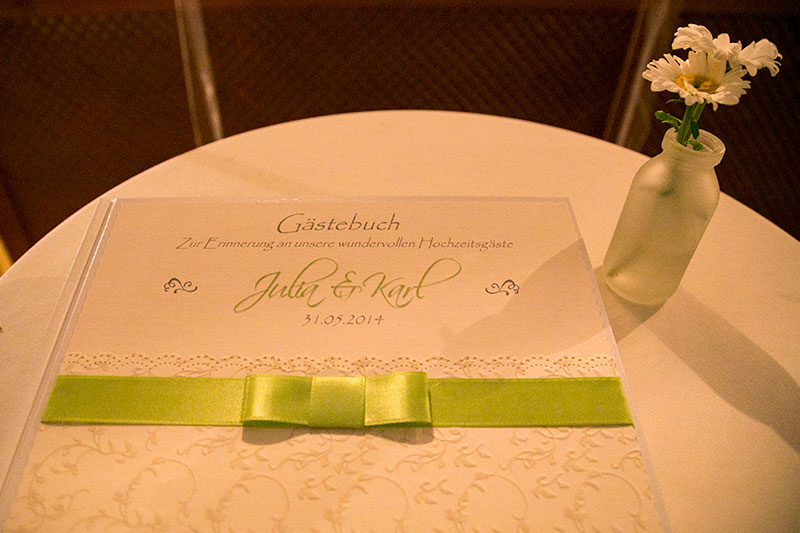 Gästebuch
Zur Erinnerung an unsere wundervollen Hochzeitsgäste
Julia & Karl
31.05.2014